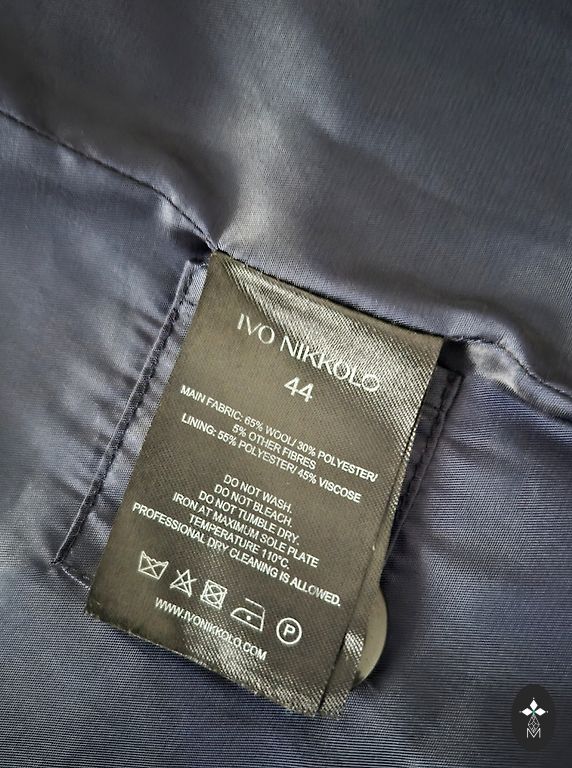 IVO NIKKOLO
44
MAIN FABRIC: 65% WOOL/ 30% POLYESTER/
5% OTHER FIBRES
LINING: 55% POLYESTER/ 45% VISCOSE
DO NOT WASH.
DO NOT BLEACH.
DO NOT TUMBLE DRY.
IRON AT MAXIMUM SOLE PLATE
TEMPERATURE 110°C.
PROFESSIONAL DRY CLEANING IS ALLOWED.
P
WWW.IVONIKKOLO.COM
M